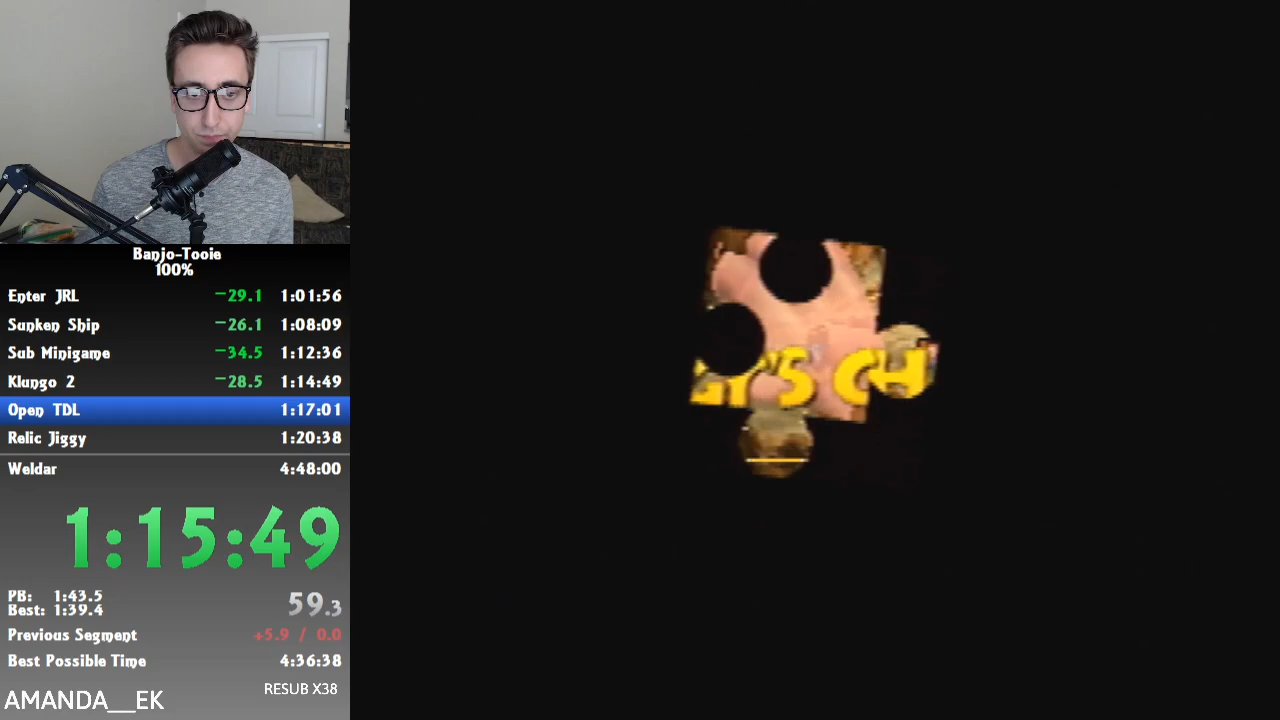 Banjo-Tooie
100%
Enter JRL −29.1 1:01:56
Sunken Ship −26.1 1:08:09
Sub Minigame −34.5 1:12:36
Klungo 2 −28.5 1:14:49
Open TDL 1:17:01
Relic Jiggy 1:20:38
Weldar 4:48:00
1:15:49
PB: 1:43.5
Best: 1:39.4
59.3
Previous Segment +5.9 / 0.0
Best Possible Time 4:36:38
AMANDA__EK RESUB X38
'S CH